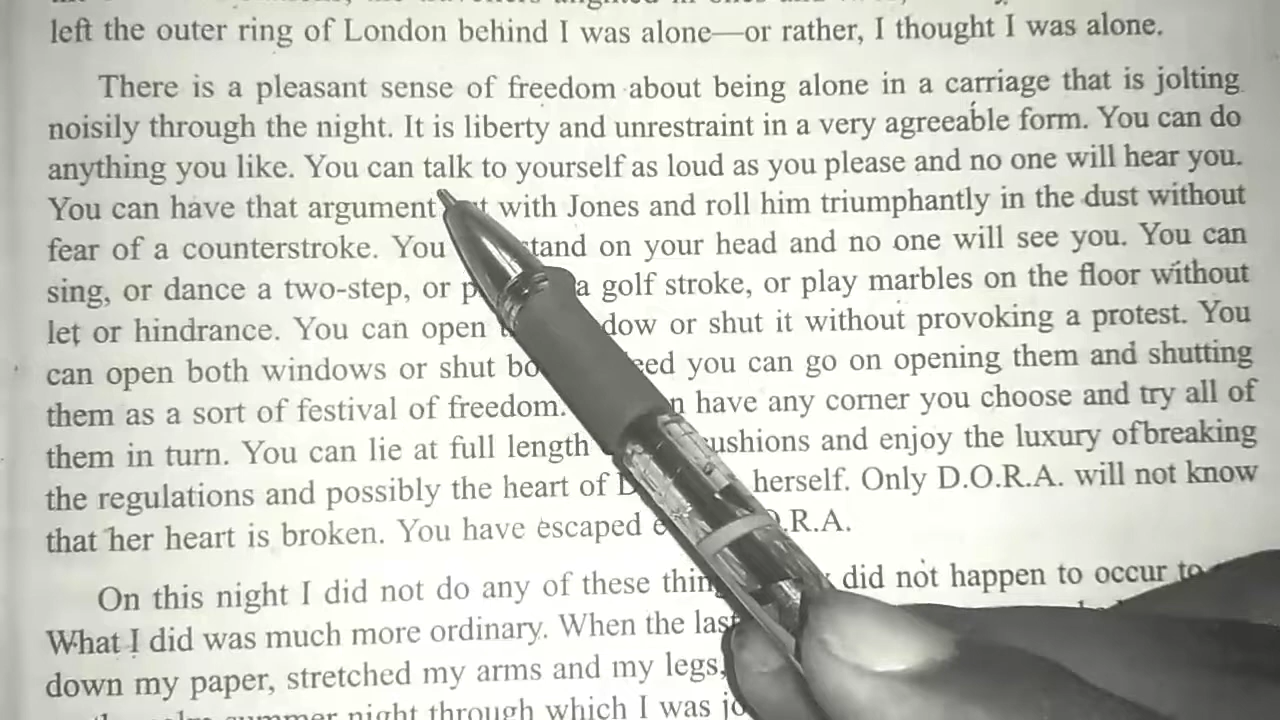 left the outer ring of London behind I was alone—or rather, I thought I was alone.
There is a pleasant sense of freedom about being alone in a carriage that is jolting
noisily through the night. It is liberty and unrestraint in a very agreeable form. You can do
anything you like. You can talk to yourself as loud as you please and no one will hear you.
You can have that argument with Jones and roll him triumphantly in the dust without
fear of a counterstroke. You stand on your head and no one will see you. You can
sing, or dance a two-step, or a golf stroke, or play marbles on the floor without
let or hindrance. You can open or shut it without provoking a protest. You
can open both windows or shut you can go on opening them and shutting
them as a sort of festival of freedom. have any corner you choose and try all of
them in turn. You can lie at full length cushions and enjoy the luxury of breaking
the regulations and possibly the heart of herself. Only D.O.R.A. will not know
that her heart is broken. You have escaped D.O.R.A.
On this night I did not do any of these did not happen to occur to
What I did was much more ordinary. When the last
down my paper, stretched my arms and my legs,
summer night through which I was